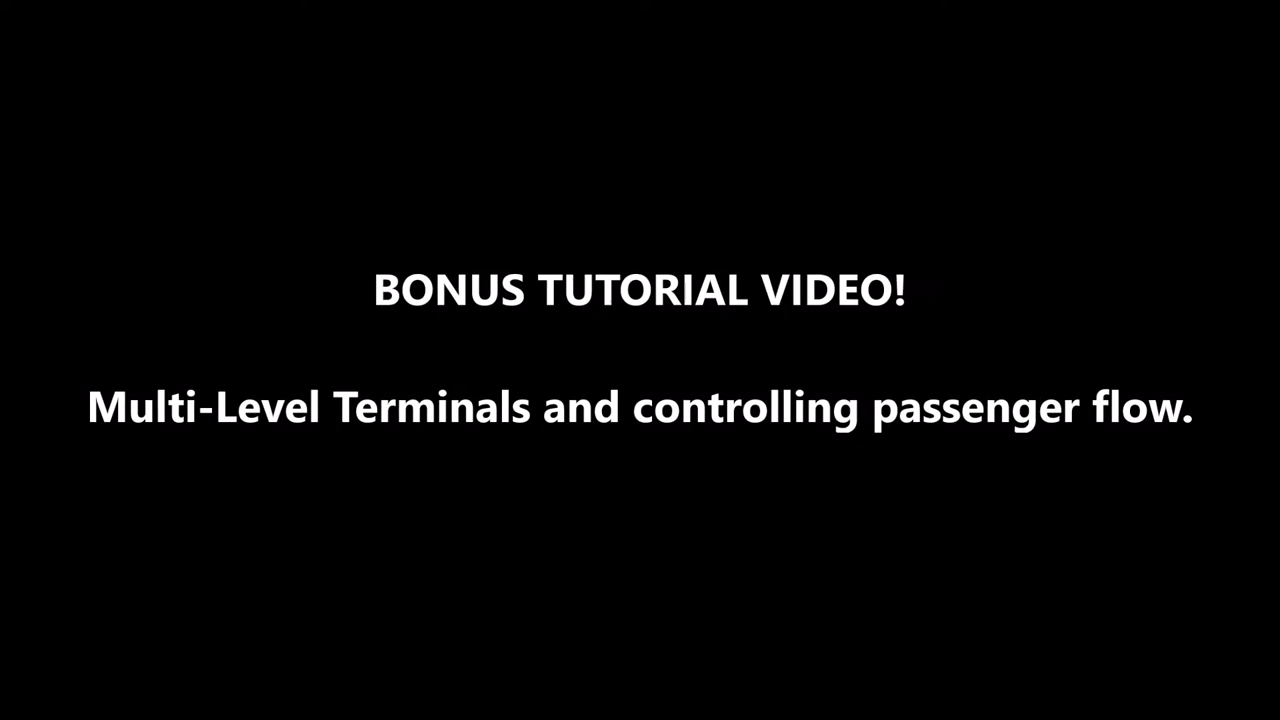 BONUS TUTORIAL VIDEO!
Multi-Level Terminals and controlling passenger flow.